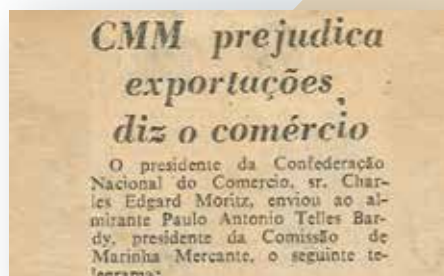 CMM prejudica
exportações,
diz o comércio
O presidente da Confederação
Nacional do Comercio, sr. Char-
les Edgard Moritz, enviou ao al-
mirante Paulo Antonio Telles Bar-
dy, presidente da Comissão de
Marinha Mercante, o seguinte te-
legrama: